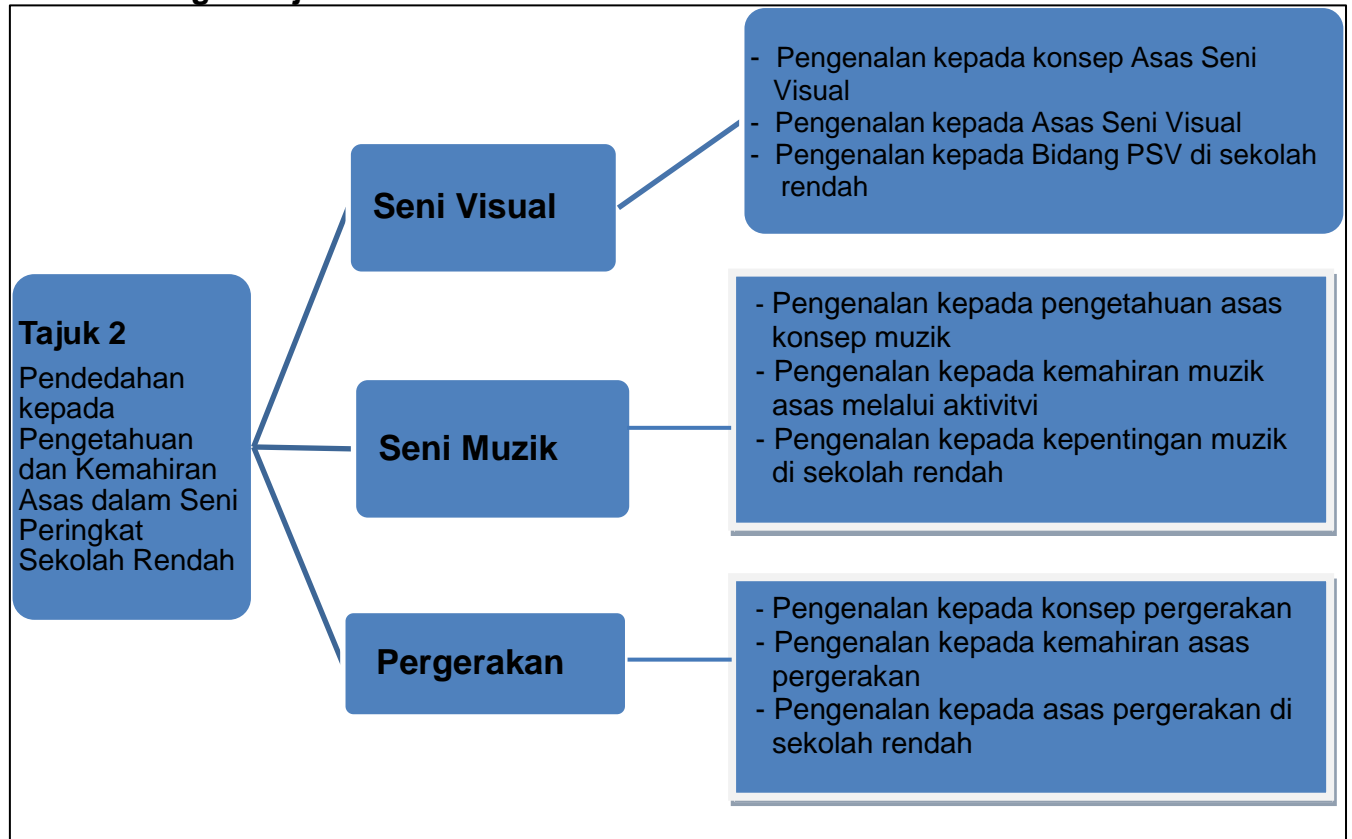 Tajuk 2
Pendedahan
kepada
Pengetahuan
dan Kemahiran
Asas dalam Seni
Peringkat
Sekolah Rendah
Seni Visual
- Pengenalan kepada konsep Asas Seni
Visual
- Pengenalan kepada Asas Seni Visual
- Pengenalan kepada Bidang PSV di sekolah
rendah
Seni Muzik
- Pengenalan kepada pengetahuan asas
konsep muzik
- Pengenalan kepada kemahiran muzik
asas melalui aktivitvi
- Pengenalan kepada kepentingan muzik
di sekolah rendah
Pergerakan
- Pengenalan kepada konsep pergerakan
- Pengenalan kepada kemahiran asas
pergerakan
- Pengenalan kepada asas pergerakan di
sekolah rendah